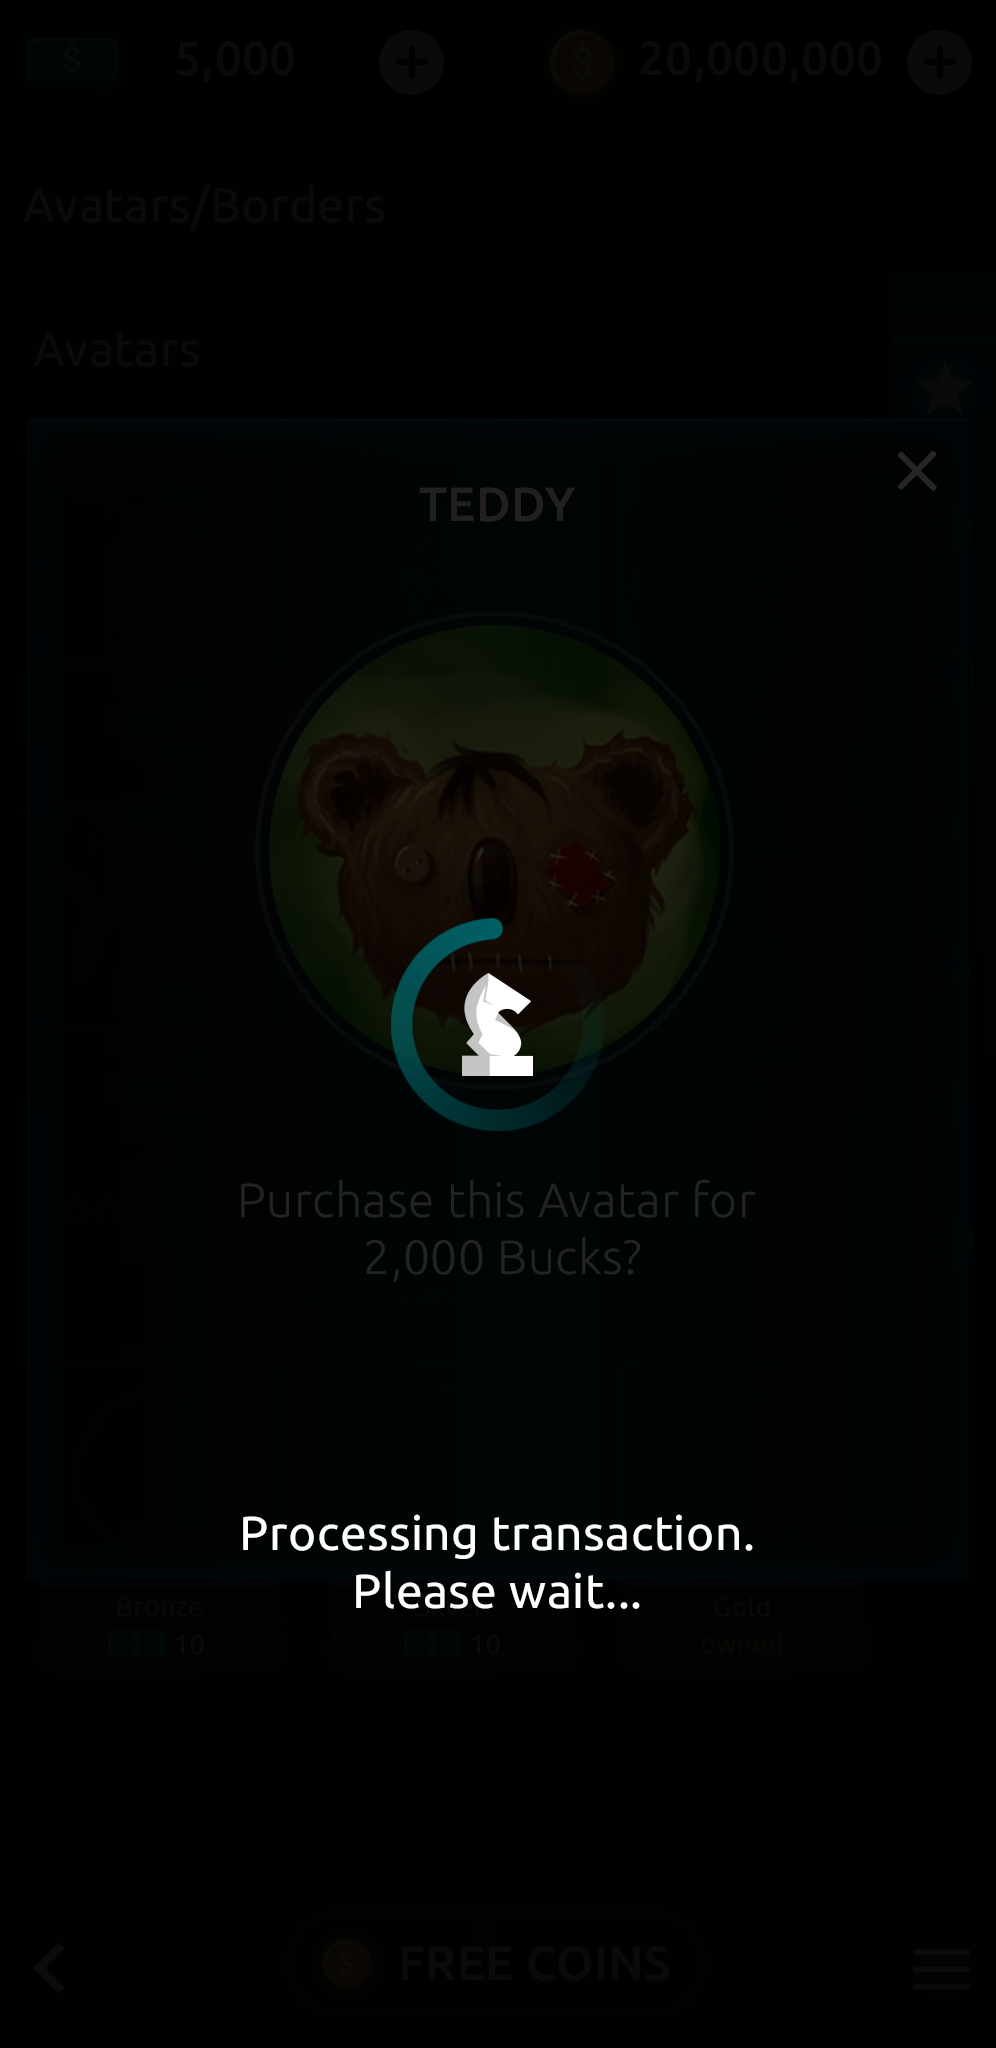 5,000
20,000,000
Avatars/Borders
Avatars
TEDDY
Purchase this Avatar for
2,000 Bucks?
Processing transaction.
Please wait...
Bronze
Gold
10
10
owned
FREE COINS